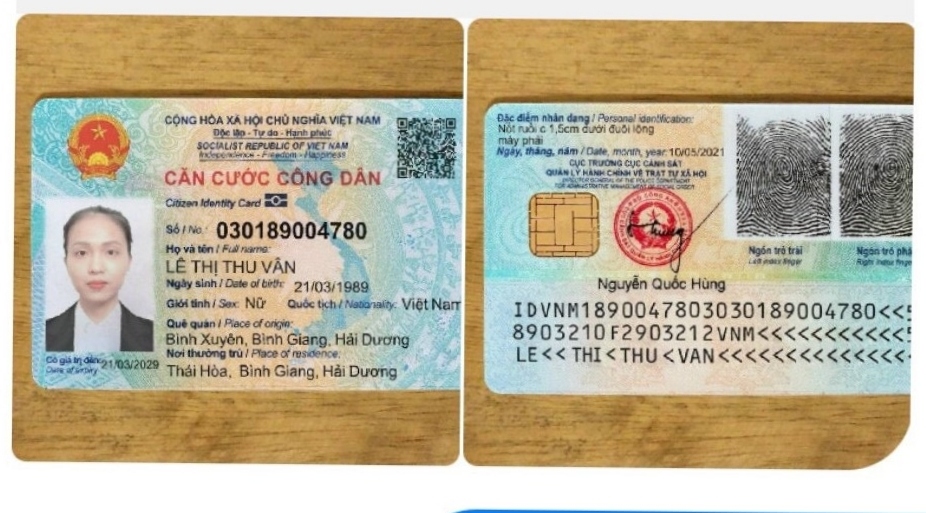 CỘNG HÒA XÃ HỘI CHỦ NGHĨA VIỆT NAM
Độc lập - Tự do - Hạnh phúc
SOCIALIST REPUBLIC OF VIET NAM
Independence - Freedom - Happiness
CĂN CƯỚC CÔNG DÂN
Citizen Identity Card
Số / No.: 030189004780
Họ và tên / Full name:
LÊ THỊ THU VÂN
Ngày sinh / Date of birth: 21/03/1989
Giới tính / Sex: Nữ Quốc tịch / Nationality: Việt Nam
Quê quán / Place of origin:
Bình Xuyên, Bình Giang, Hải Dương
Nơi thường trú / Place of residence:
Thái Hòa, Bình Giang, Hải Dương
Có giá trị đến: 21/03/2029
Date of expiry
Đặc điểm nhân dạng / Personal identification:
Nốt ruồi c 1,5cm dưới đuôi lông
mày phải
Ngày, tháng, năm / Date, month, year: 10/05/2021
CỤC TRƯỞNG CỤC CẢNH SÁT
QUẢN LÝ HÀNH CHÍNH VỀ TRẬT TỰ XÃ HỘI
DIRECTOR GENERAL OF THE POLICE DEPARTMENT
FOR ADMINISTRATIVE MANAGEMENT OF SOCIAL ORDER
Ngón trỏ trái
Left index finger
Ngón trỏ phả
Right index finger
Nguyễn Quốc Hùng
IDVNM1890047803030189004780<<5
8903210F2903212VNM<<<<<<<<<<<
LE<<THI<THU<VAN<<<<<<<<<<<<<<<